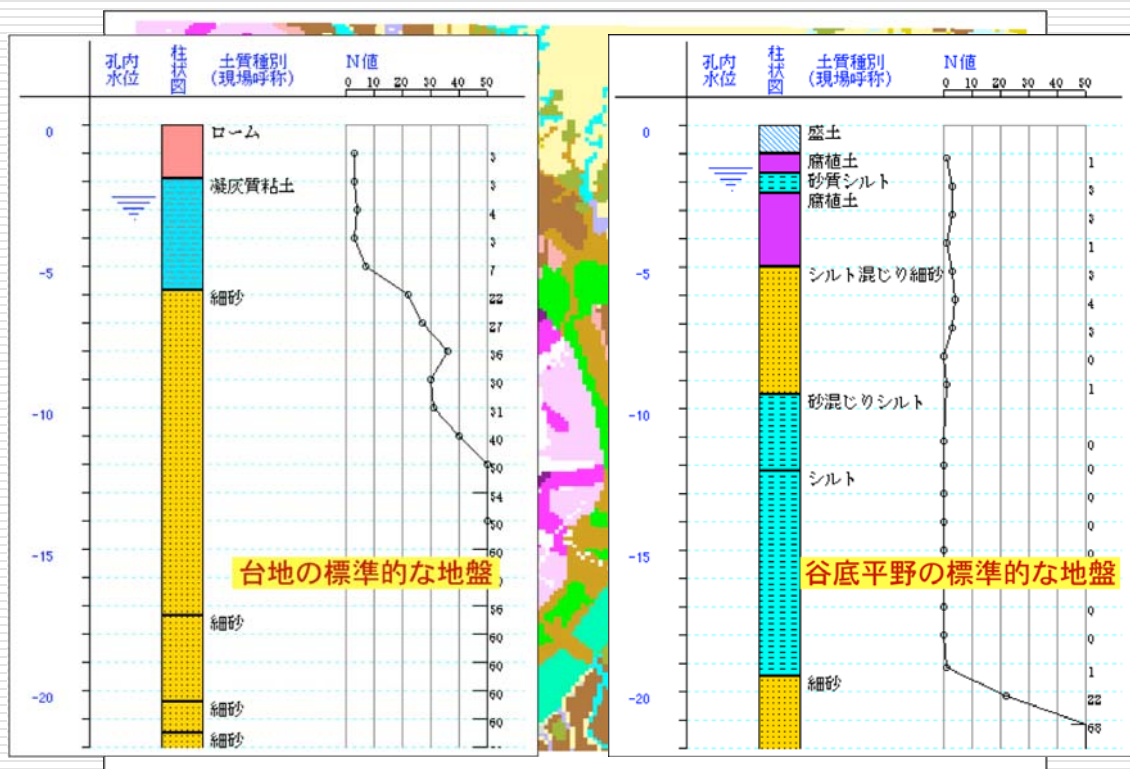 孔内
水位
柱状図
土質種別
(現場呼称)
N値
0 10 20 30 40 50
0
-5
-10
-15
-20
ローム
凝灰質粘土
細砂
細砂
細砂
細砂
3
3
4
3
7
22
27
36
30
31
40
50
54
50
60
56
60
60
60
60
台地の標準的な地盤
孔内
水位
柱状図
土質種別
(現場呼称)
N値
0 10 20 30 40 50
0
-5
-10
-15
-20
盛土
腐植土
砂質シルト
腐植土
シルト混じり細砂
砂混じりシルト
シルト
細砂
1
3
3
1
3
4
3
0
1
0
0
0
0
0
0
0
1
22
68
谷底平野の標準的な地盤